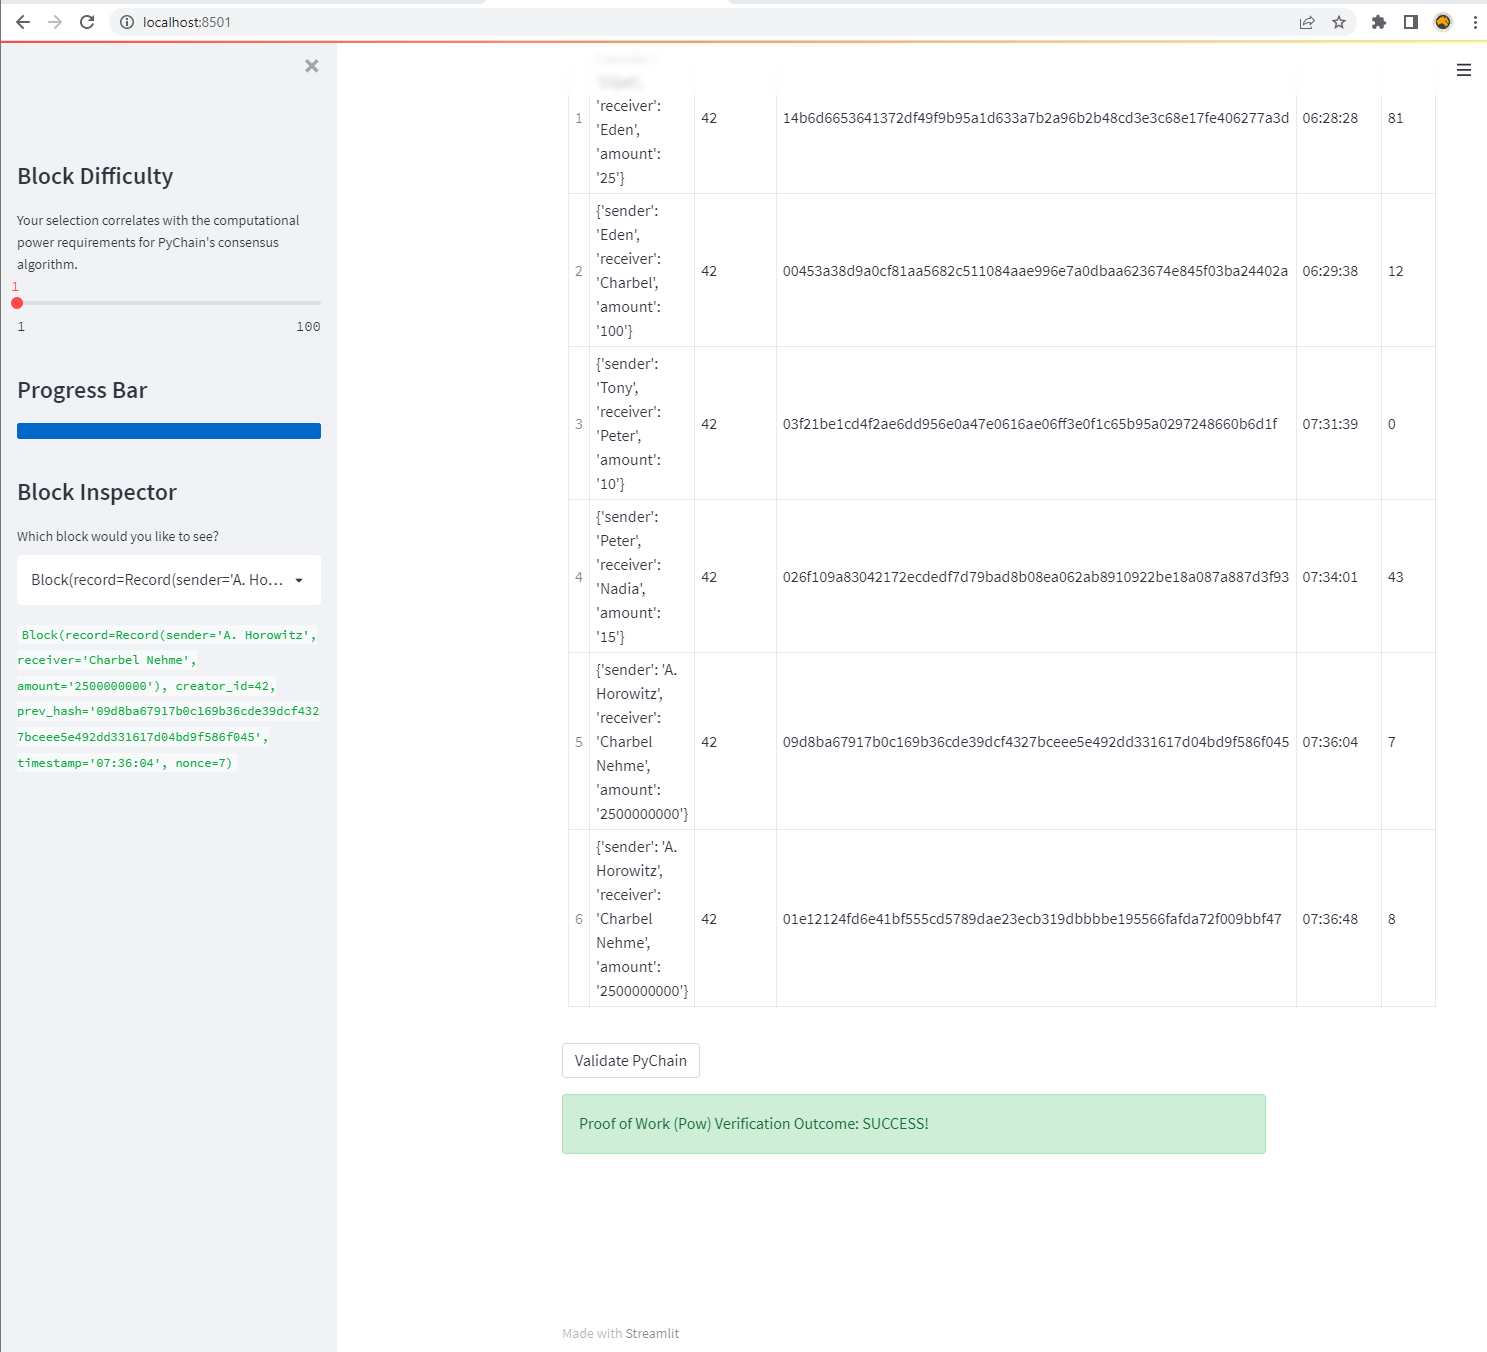 localhost:8501
Block Difficulty
Your selection correlates with the computational
power requirements for PyChain's consensus
algorithm.
1
1 100
Progress Bar
Block Inspector
Which block would you like to see?
Block(record=Record(sender='A. Ho...
Block(record=Record(sender='A. Horowitz',
receiver='Charbel Nehme',
amount='2500000000'), creator_id=42,
prev_hash='09d8ba67917b0c169b36cde39dcf432
7bceee5e492dd331617d04bd9f586f045',
timestamp='07:36:04', nonce=7)
'receiver':
'Eden',
'amount':
'25'}
1 42 14b6d6653641372df49f9b95a1d633a7b2a96b2b48cd3e3c68e17fe406277a3d 06:28:28 81
{'sender':
'Eden',
'receiver':
'Charbel',
'amount':
'100'}
2 42 00453a38d9a0cf81aa5682c511084aae996e7a0dbaa623674e845f03ba24402a 06:29:38 12
{'sender':
'Tony',
'receiver':
'Peter',
'amount':
'10'}
3 42 03f21be1cd4f2ae6dd956e0a47e0616ae06ff3e0f1c65b95a0297248660b6d1f 07:31:39 0
{'sender':
'Peter',
'receiver':
'Nadia',
'amount':
'15'}
4 42 026f109a83042172ecdedf7d79bad8b08ea062ab8910922be18a087a887d3f93 07:34:01 43
{'sender': 'A.
Horowitz',
'receiver':
'Charbel
Nehme',
'amount':
'2500000000'}
5 42 09d8ba67917b0c169b36cde39dcf4327bceee5e492dd331617d04bd9f586f045 07:36:04 7
{'sender': 'A.
Horowitz',
'receiver':
'Charbel
Nehme',
'amount':
'2500000000'}
6 42 01e12124fd6e41bf555cd5789dae23ecb319dbbbbe195566fafda72f009bbf47 07:36:48 8
Validate PyChain
Proof of Work (Pow) Verification Outcome: SUCCESS!
Made with Streamlit